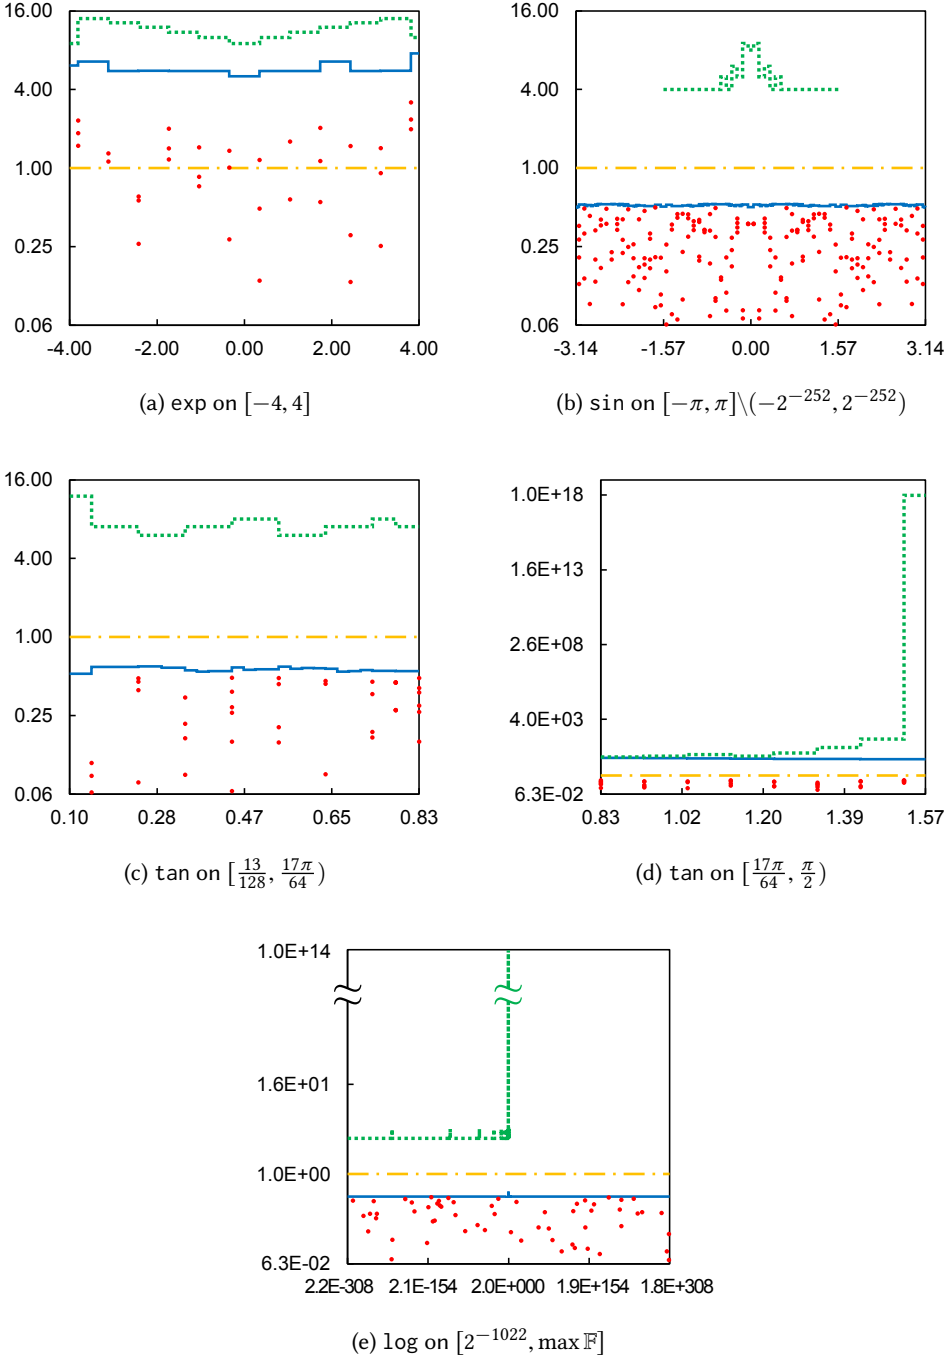 16.00
4.00
1.00
0.25
0.06
-4.00 -2.00 0.00 2.00 4.00
(a) exp on [−4, 4]
16.00
4.00
1.00
0.25
0.06
-3.14 -1.57 0.00 1.57 3.14
(b) sin on [−π, π]\(−2^{−252}, 2^{−252})
16.00
4.00
1.00
0.25
0.06
0.10 0.28 0.47 0.65 0.83
(c) tan on [13/128, 17π/64)
1.0E+18
1.6E+13
2.6E+08
4.0E+03
6.3E-02
0.83 1.02 1.20 1.39 1.57
(d) tan on [17π/64, π/2)
1.0E+14
1.6E+01
1.0E+00
6.3E-02
2.2E-308 2.1E-154 2.0E+000 1.9E+154 1.8E+308
(e) log on [2^{−1022}, max 𝔽]